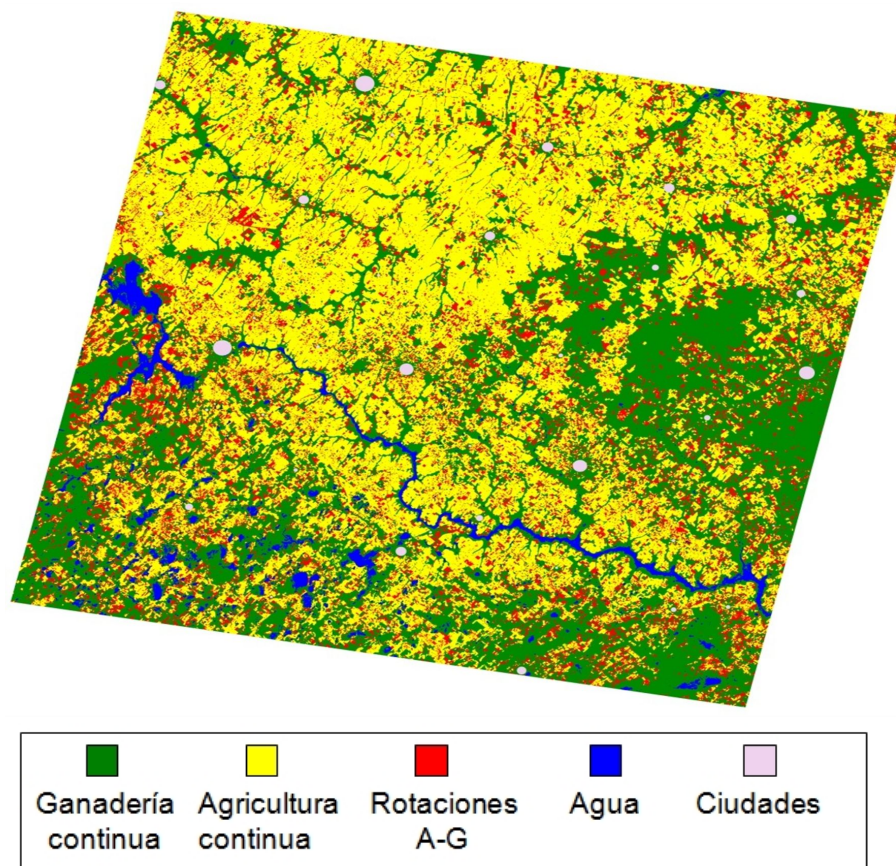 Ganadería continua
Agricultura continua
Rotaciones A-G
Agua
Ciudades